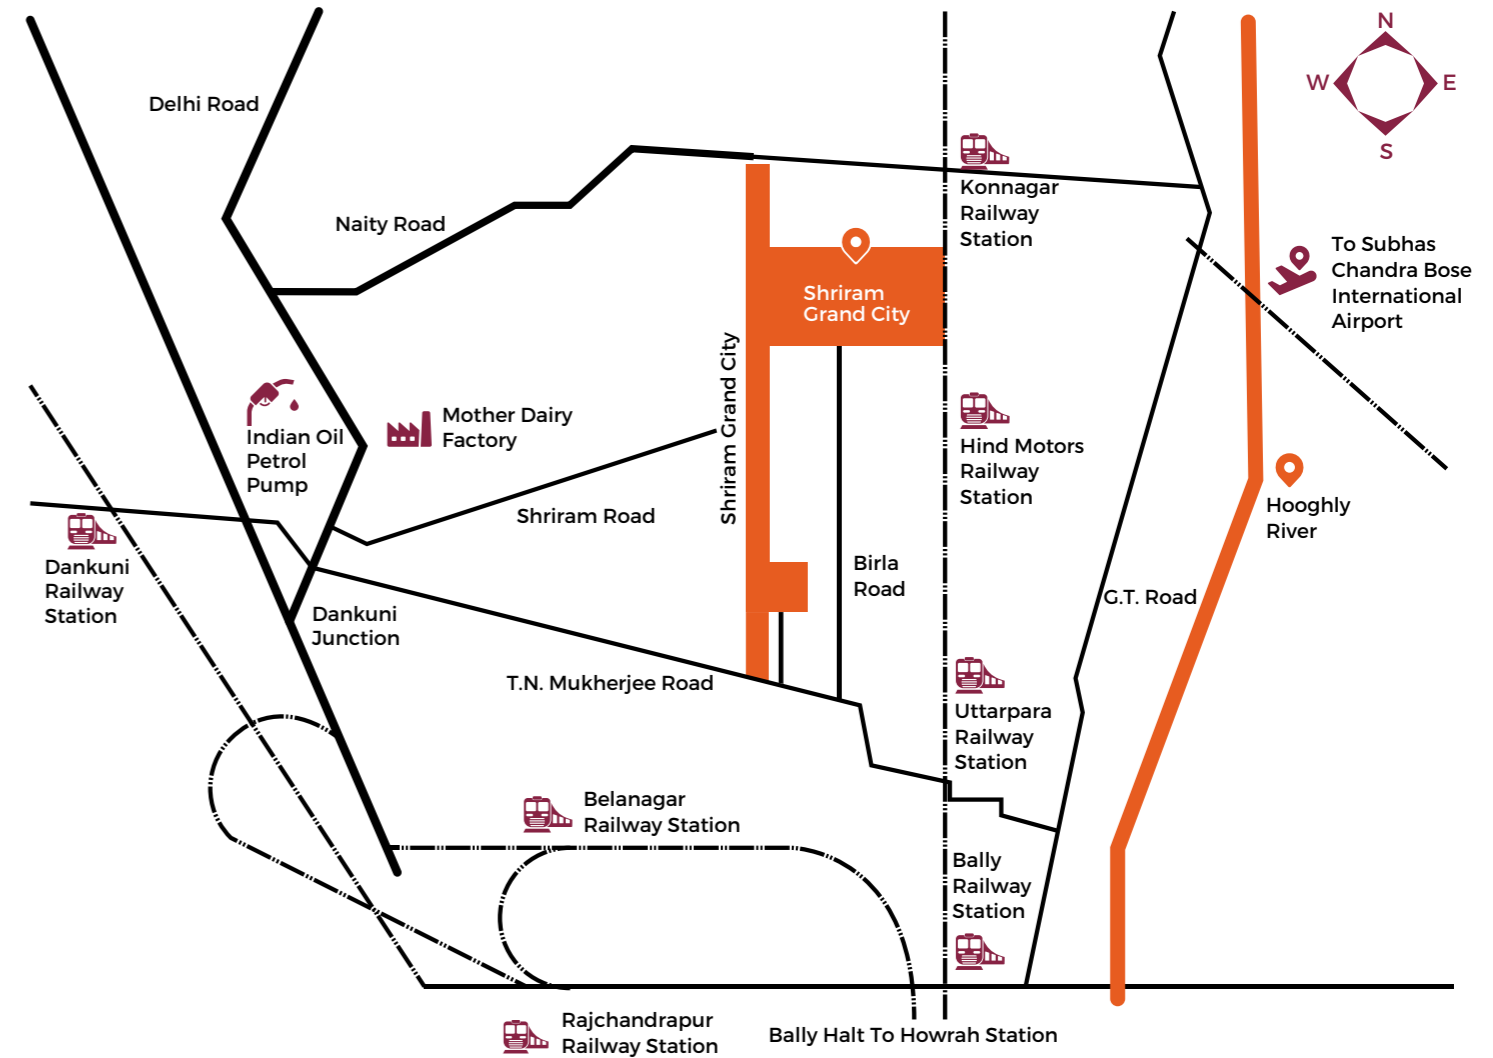 N
W
E
S
Delhi Road
Naity Road
Konnagar
Railway
Station
To Subhas
Chandra Bose
International
Airport
Shriram
Grand City
Shriram Grand City
Indian Oil
Petrol
Pump
Mother Dairy
Factory
Hind Motors
Railway
Station
Hooghly
River
Shriram Road
Dankuni
Railway
Station
Birla
Road
G.T. Road
Dankuni
Junction
T.N. Mukherjee Road
Uttarpara
Railway
Station
Belanagar
Railway Station
Bally
Railway
Station
Rajchandrapur
Railway Station
Bally Halt To Howrah Station